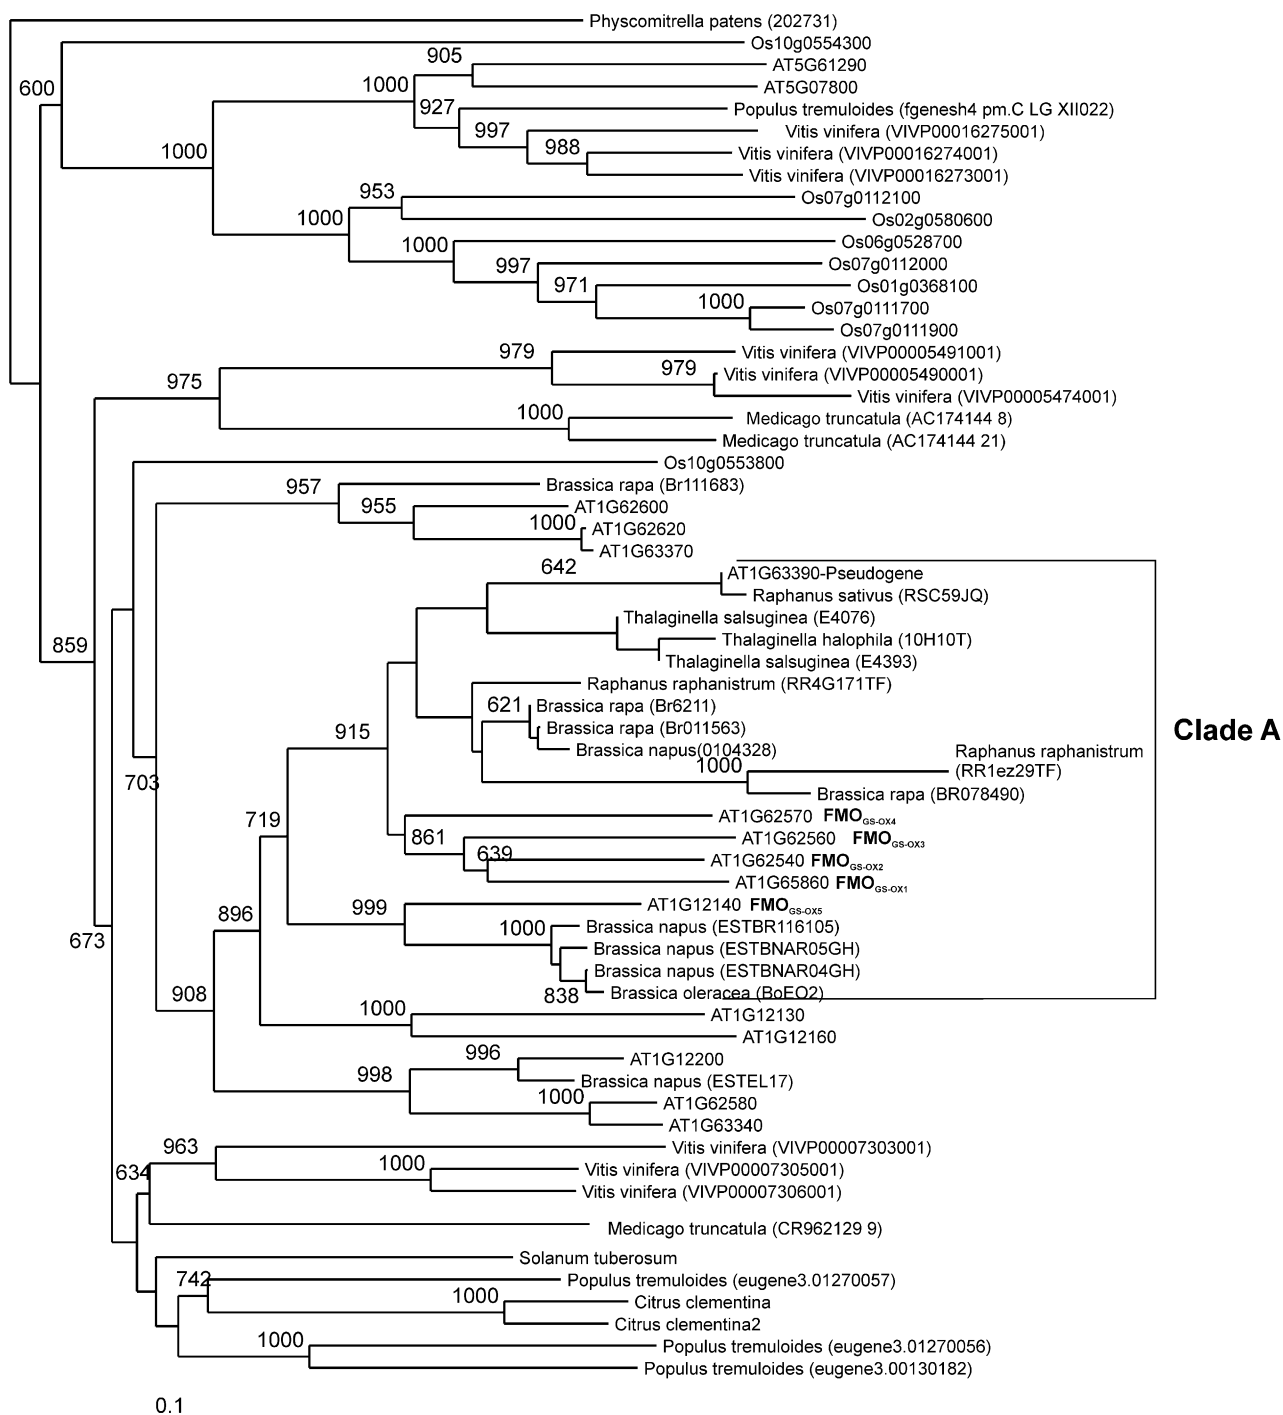 Physcomitrella patens (202731)
Os10g0554300
905
AT5G61290
600
1000
AT5G07800
927
Populus tremuloides (fgenesh4 pm.C LG XII022)
997
Vitis vinifera (VIVP00016275001)
1000
988
Vitis vinifera (VIVP00016274001)
Vitis vinifera (VIVP00016273001)
953
Os07g0112100
1000
Os02g0580600
1000
Os06g0528700
997
Os07g0112000
971
Os01g0368100
1000
Os07g0111700
Os07g0111900
979
Vitis vinifera (VIVP00005491001)
975
979
Vitis vinifera (VIVP00005490001)
Vitis vinifera (VIVP00005474001)
1000
Medicago truncatula (AC174144 8)
Medicago truncatula (AC174144 21)
Os10g0553800
957
Brassica rapa (Br111683)
955
AT1G62600
1000
AT1G62620
AT1G63370
642
AT1G63390-Pseudogene
Raphanus sativus (RSC59JQ)
Thalaginella salsuginea (E4076)
859
Thalaginella halophila (10H10T)
Thalaginella salsuginea (E4393)
Raphanus raphanistrum (RR4G171TF)
621
Brassica rapa (Br6211)
915
Brassica rapa (Br011563)
Clade A
Brassica napus(0104328)
1000
Raphanus raphanistrum
(RR1ez29TF)
703
Brassica rapa (BR078490)
719
AT1G62570 FMOGS-OX4
861
AT1G62560 FMOGS-OX3
639
AT1G62540 FMOGS-OX2
AT1G65860 FMOGS-OX1
999
AT1G12140 FMOGS-OX5
896
1000
Brassica napus (ESTBR116105)
673
Brassica napus (ESTBNAR05GH)
Brassica napus (ESTBNAR04GH)
908
838
Brassica oleracea (BoEO2)
1000
AT1G12130
AT1G12160
996
AT1G12200
998
Brassica napus (ESTEL17)
1000
AT1G62580
AT1G63340
963
Vitis vinifera (VIVP00007303001)
634
1000
Vitis vinifera (VIVP00007305001)
Vitis vinifera (VIVP00007306001)
Medicago truncatula (CR962129 9)
Solanum tuberosum
742
Populus tremuloides (eugene3.01270057)
1000
Citrus clementina
Citrus clementina2
1000
Populus tremuloides (eugene3.01270056)
Populus tremuloides (eugene3.00130182)
0.1